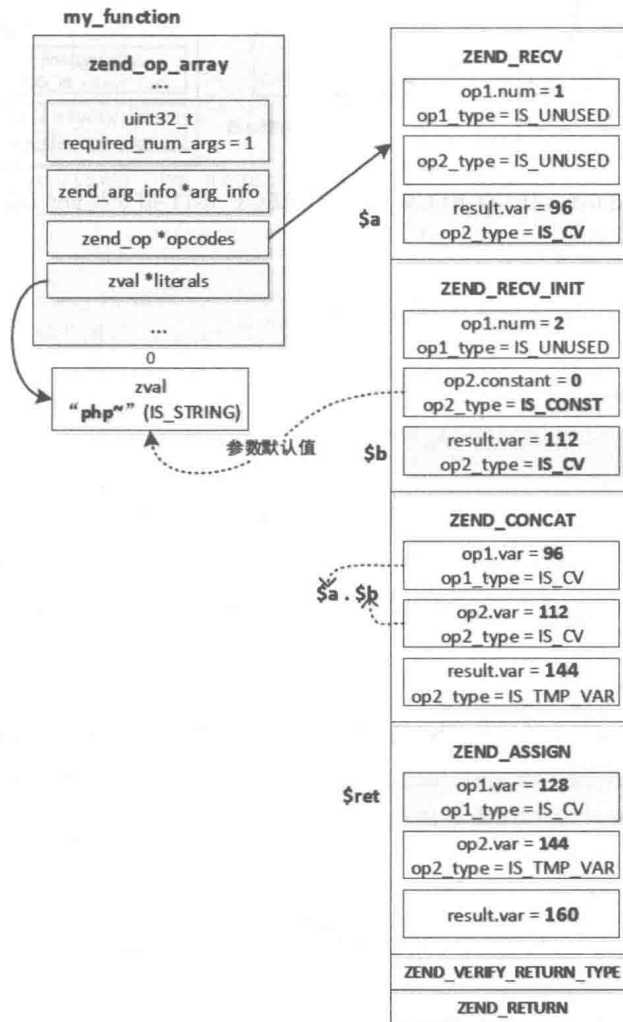 my_function
zend_op_array
...
uint32_t
required_num_args = 1
zend_arg_info *arg_info
zend_op *opcodes
zval *literals
...
0
zval
“php~” (IS_STRING)
参数默认值
ZEND_RECV
op1.num = 1
op1_type = IS_UNUSED
op2_type = IS_UNUSED
$a
result.var = 96
op2_type = IS_CV
ZEND_RECV_INIT
op1.num = 2
op1_type = IS_UNUSED
op2.constant = 0
op2_type = IS_CONST
$b
result.var = 112
op2_type = IS_CV
ZEND_CONCAT
op1.var = 96
op1_type = IS_CV
$a . $b
op2.var = 112
op2_type = IS_CV
result.var = 144
op2_type = IS_TMP_VAR
ZEND_ASSIGN
$ret
op1.var = 128
op1_type = IS_CV
op2.var = 144
op2_type = IS_TMP_VAR
result.var = 160
ZEND_VERIFY_RETURN_TYPE
ZEND_RETURN